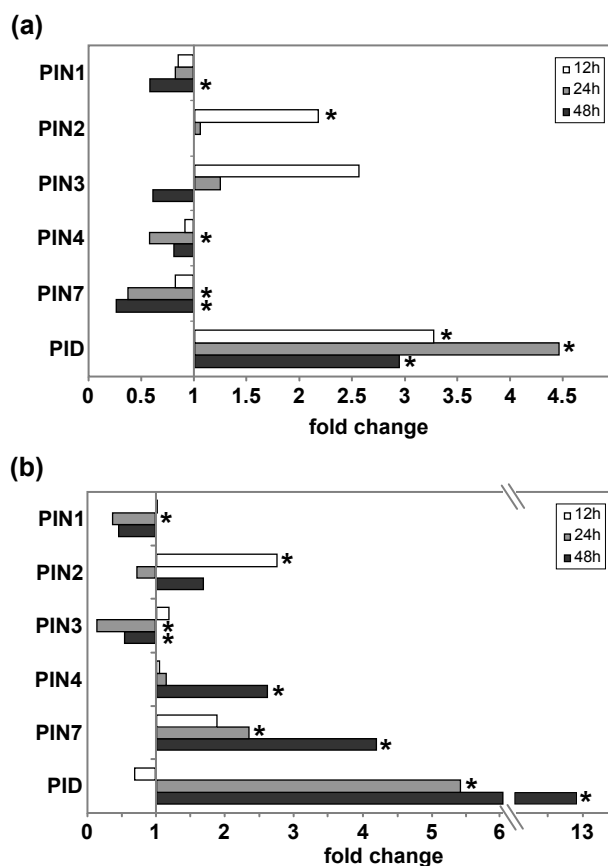 (a)
PIN1
PIN2
PIN3
PIN4
PIN7
PID
12h
24h
48h
*
*
*
*
*
*
*
*
0 0.5 1 1.5 2 2.5 3 3.5 4 4.5
fold change
(b)
PIN1
PIN2
PIN3
PIN4
PIN7
PID
12h
24h
48h
*
*
*
*
*
*
*
*
*
0 1 2 3 4 5 6 13
fold change